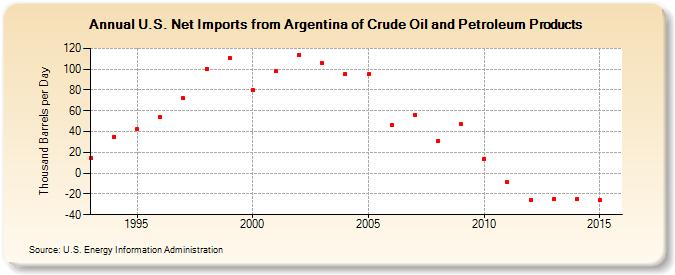 Annual U.S. Net Imports from Argentina of Crude Oil and Petroleum Products
Thousand Barrels per Day
120
100
80
60
40
20
0
-20
-40
1995 2000 2005 2010 2015
Source: U.S. Energy Information Administration